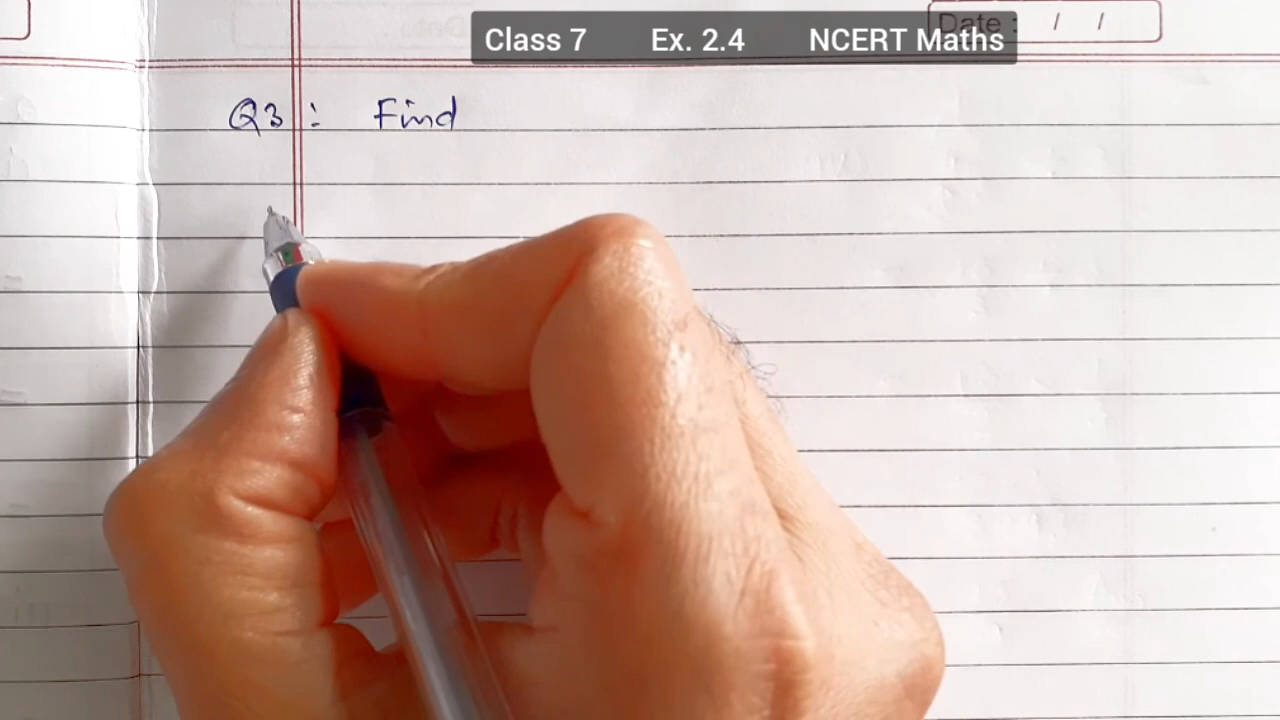 Class 7 Ex. 2.4 NCERT Maths
Date : / /
Q3 : Find